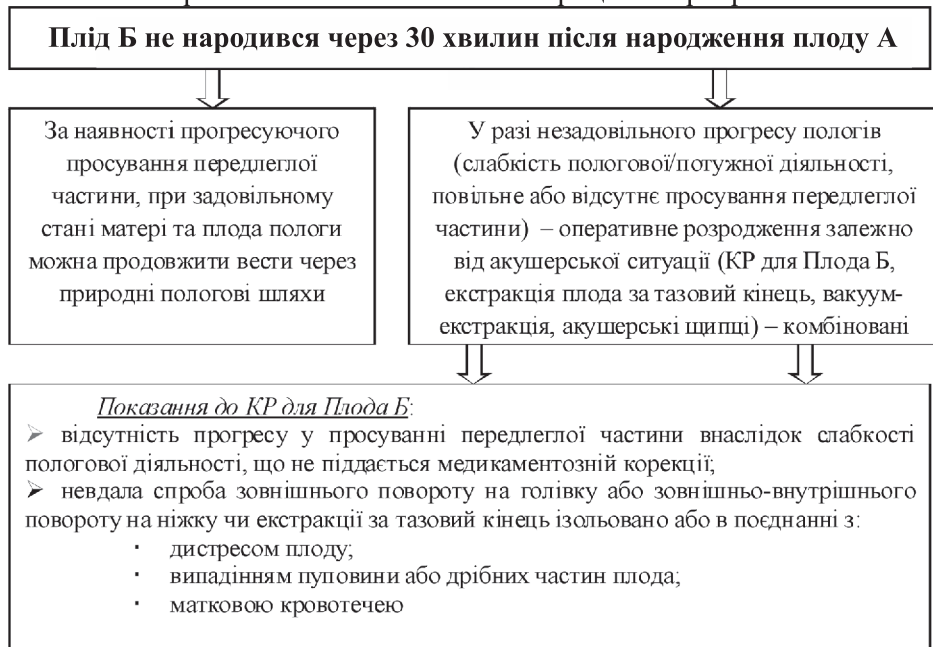 Плід Б не народився через 30 хвилин після народження плоду А
За наявності прогресуючого
просування передлеглої
частини, при задовільному
стані матері та плода пологи
можна продовжити вести через
природні пологові шляхи
У разі незадовільного прогресу пологів
(слабкість пологової/потужної діяльності,
повільне або відсутнє просування передлеглої
частини) – оперативне розродження залежно
від акушерської ситуації (КР для Плода Б,
екстракція плода за тазовий кінець, вакуум-
екстракція, акушерські щипці) – комбіновані
Показання до КР для Плода Б:
➢ відсутність прогресу у просуванні передлеглої частини внаслідок слабкості
пологової діяльності, що не піддається медикаментозній корекції;
➢ невдала спроба зовнішнього повороту на голівку або зовнішньо-внутрішнього
повороту на ніжку чи екстракції за тазовий кінець ізольовано або в поєднанні з:
· дистресом плоду;
· випадінням пуповини або дрібних частин плода;
· матковою кровотечею